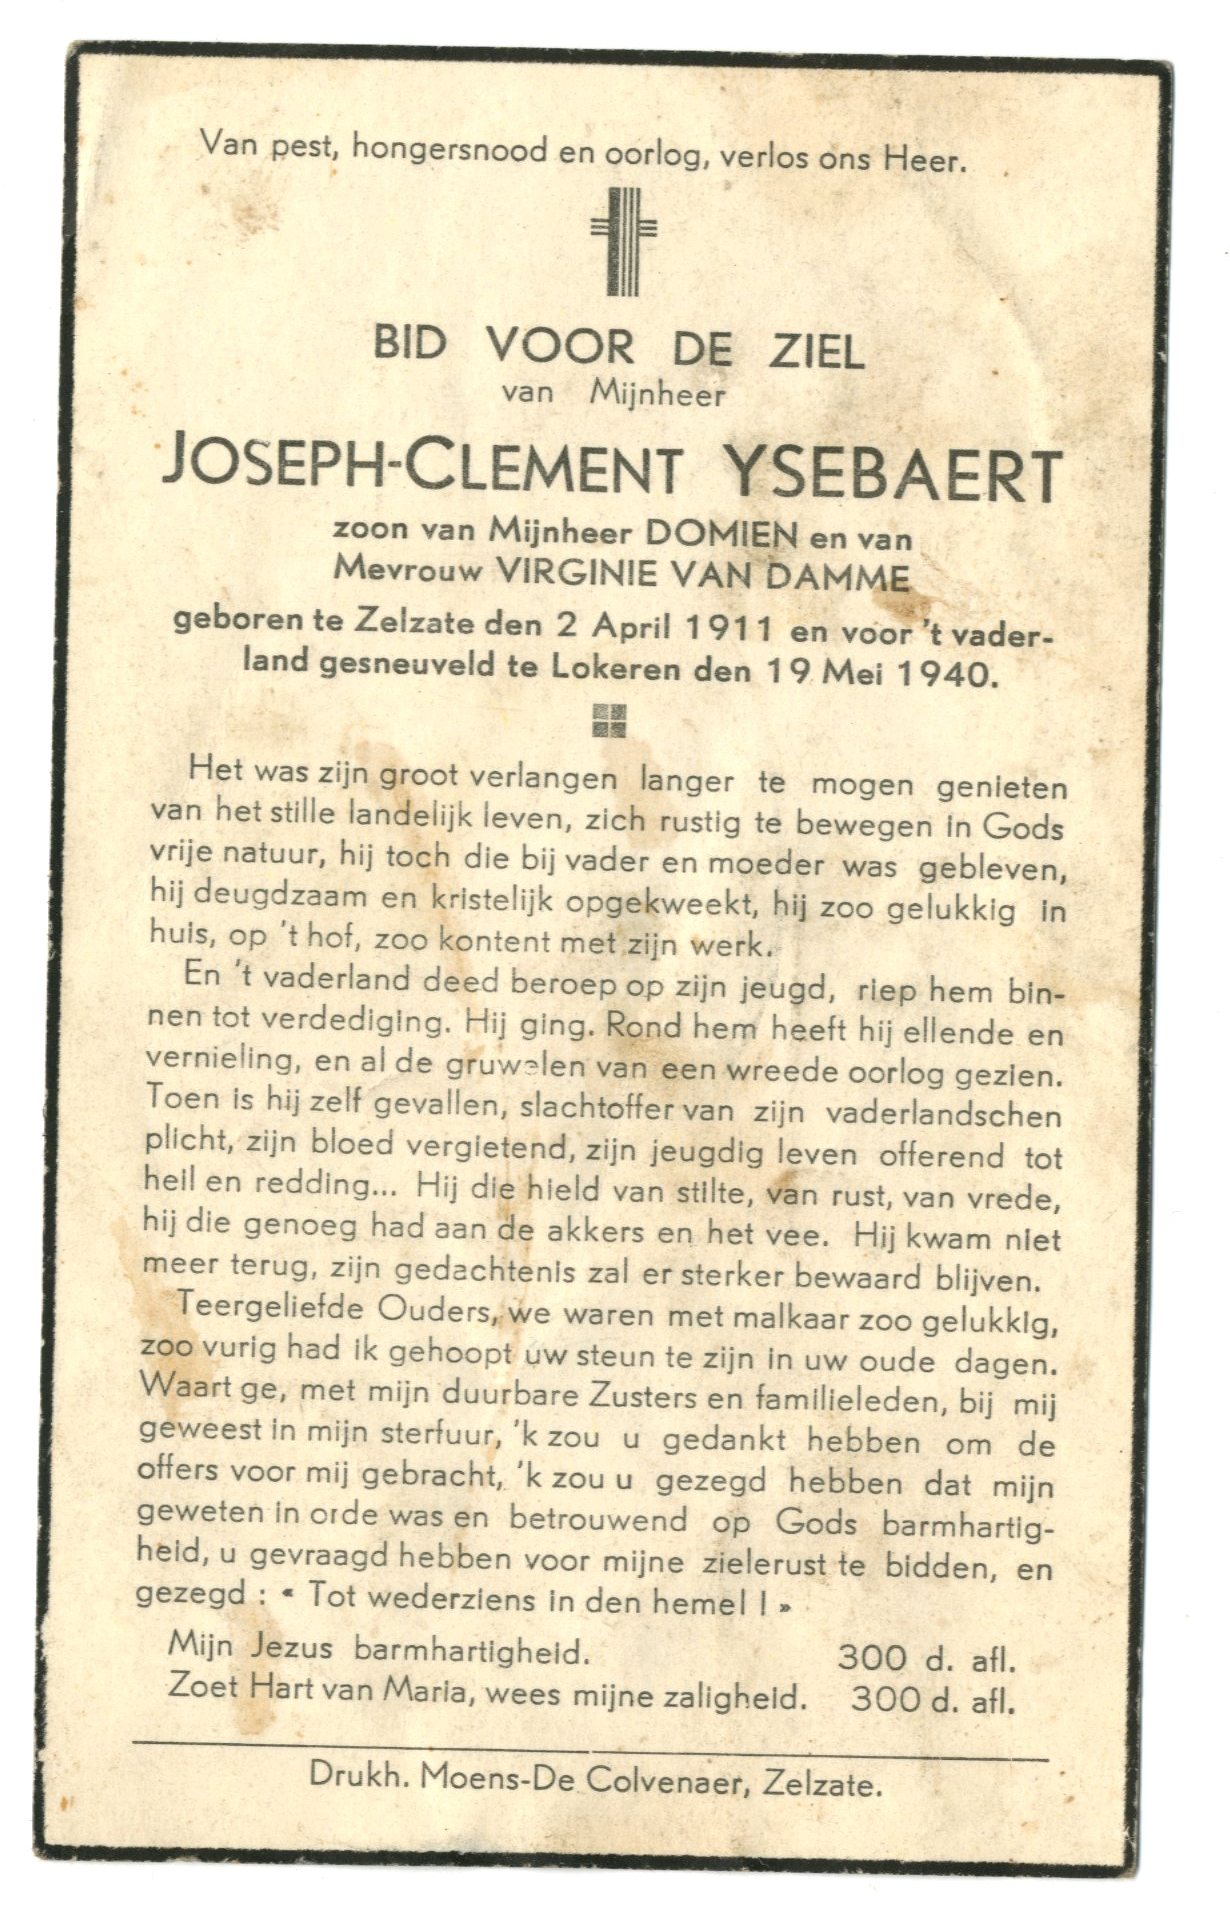 Van pest, hongersnood en oorlog, verlos ons Heer.
BID VOOR DE ZIEL
van Mijnheer
JOSEPH-CLEMENT YSEBAERT
zoon van Mijnheer DOMIEN en van
Mevrouw VIRGINIE VAN DAMME
geboren te Zelzate den 2 April 1911 en voor 't vader-
land gesneuveld te Lokeren den 19 Mei 1940.
Het was zijn groot verlangen langer te mogen genieten
van het stille landelijk leven, zich rustig te bewegen in Gods
vrije natuur, hij toch die bij vader en moeder was gebleven,
hij deugdzaam en kristelijk opgekweekt, hij zoo gelukkig in
huis, op 't hof, zoo kontent met zijn werk.
En 't vaderland deed beroep op zijn jeugd, riep hem bin-
nen tot verdediging. Hij ging. Rond hem heeft hij ellende en
vernieling, en al de gruwelen van een wreede oorlog gezien.
Toen is hij zelf gevallen, slachtoffer van zijn vaderlandschen
plicht, zijn bloed vergietend, zijn jeugdig leven offerend tot
heil en redding... Hij die hield van stilte, van rust, van vrede,
hij die genoeg had aan de akkers en het vee. Hij kwam niet
meer terug, zijn gedachtenis zal er sterker bewaard blijven.
Teergeliefde Ouders, we waren met malkaar zoo gelukkig,
zoo vurig had ik gehoopt uw steun te zijn in uw oude dagen.
Waart ge, met mijn duurbare Zusters en familieleden, bij mij
geweest in mijn sterfuur, 'k zou u gedankt hebben om de
offers voor mij gebracht, 'k zou u gezegd hebben dat mijn
geweten in orde was en betrouwend op Gods barmhartig-
heid, u gevraagd hebben voor mijne zielerust te bidden, en
gezegd : « Tot wederziens in den hemel ! »
Mijn Jezus barmhartigheid. 300 d. afl.
Zoet Hart van Maria, wees mijne zaligheid. 300 d. afl.
Drukh. Moens-De Colvenaer, Zelzate.